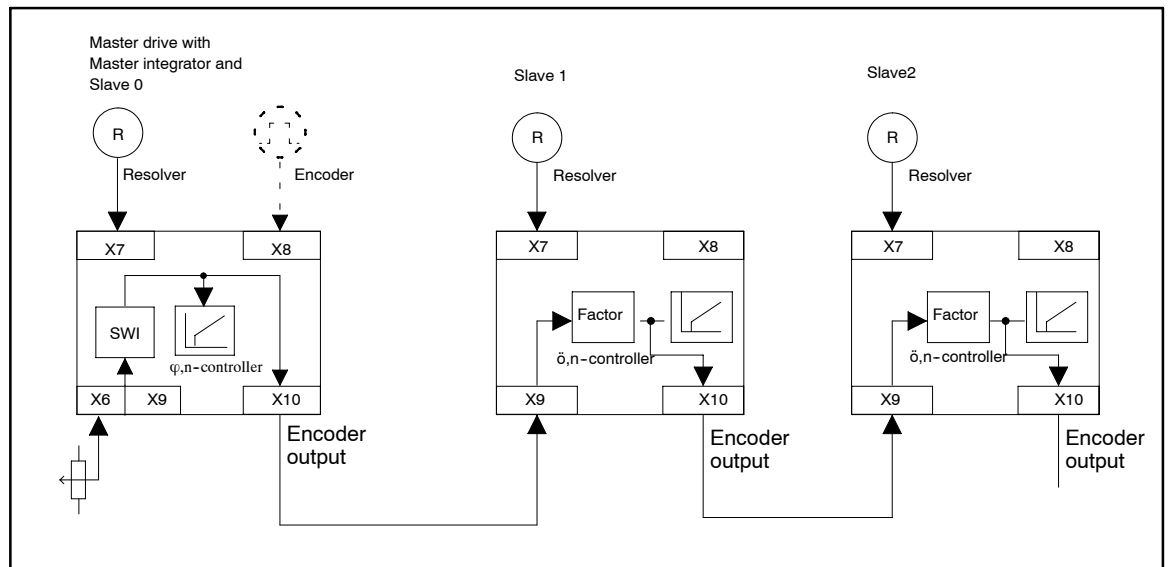 Master drive with
Master integrator and
Slave 0
Slave 1
Slave2
R
R
R
Resolver
Encoder
Resolver
Resolver
X7
X8
X7
X8
X7
X8
SWI
φ,n-controller
Factor
ö,n-controller
Factor
ö,n-controller
X6
X9
X10
X9
X10
X9
X10
Encoder
output
Encoder
output
Encoder
output